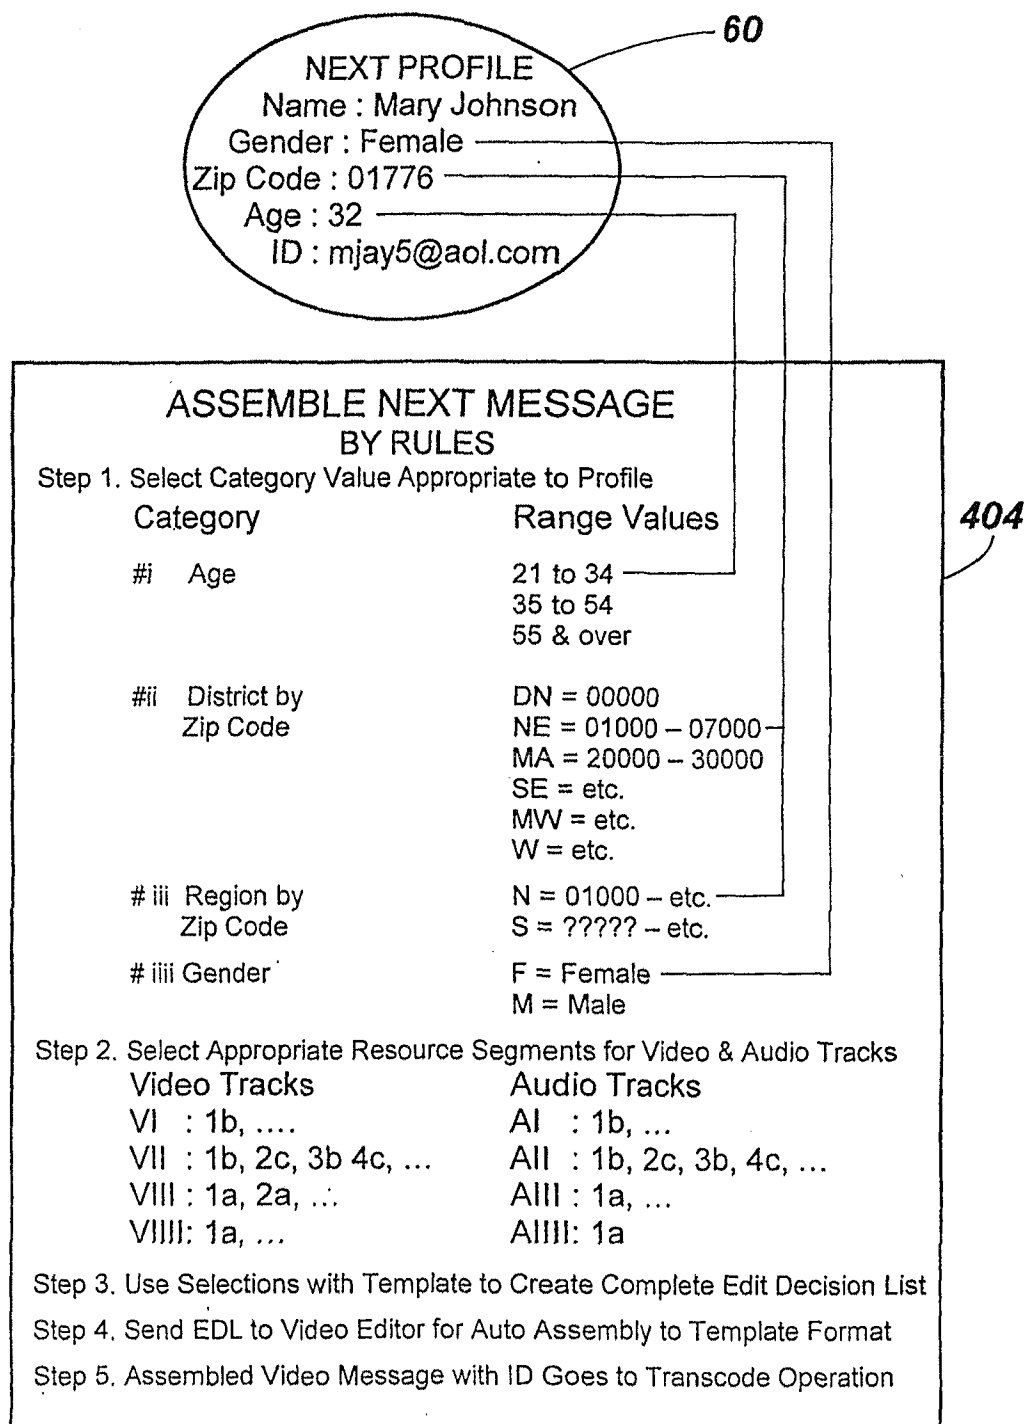 60
NEXT PROFILE
Name : Mary Johnson
Gender : Female
Zip Code : 01776
Age : 32
ID : mjay5@aol.com
ASSEMBLE NEXT MESSAGE
BY RULES
Step 1. Select Category Value Appropriate to Profile
Category Range Values
404
#i Age 21 to 34
35 to 54
55 & over
#ii District by DN = 00000
Zip Code NE = 01000 – 07000
MA = 20000 – 30000
SE = etc.
MW = etc.
W = etc.
# iii Region by N = 01000 – etc.
Zip Code S = ????? – etc.
# iiii Gender F = Female
M = Male
Step 2. Select Appropriate Resource Segments for Video & Audio Tracks
Video Tracks Audio Tracks
VI : 1b, .... AI : 1b, ...
VII : 1b, 2c, 3b 4c, ... AII : 1b, 2c, 3b, 4c, ...
VIII : 1a, 2a, ... AIII : 1a, ...
VIIII: 1a, ... AIIII: 1a
Step 3. Use Selections with Template to Create Complete Edit Decision List
Step 4. Send EDL to Video Editor for Auto Assembly to Template Format
Step 5. Assembled Video Message with ID Goes to Transcode Operation